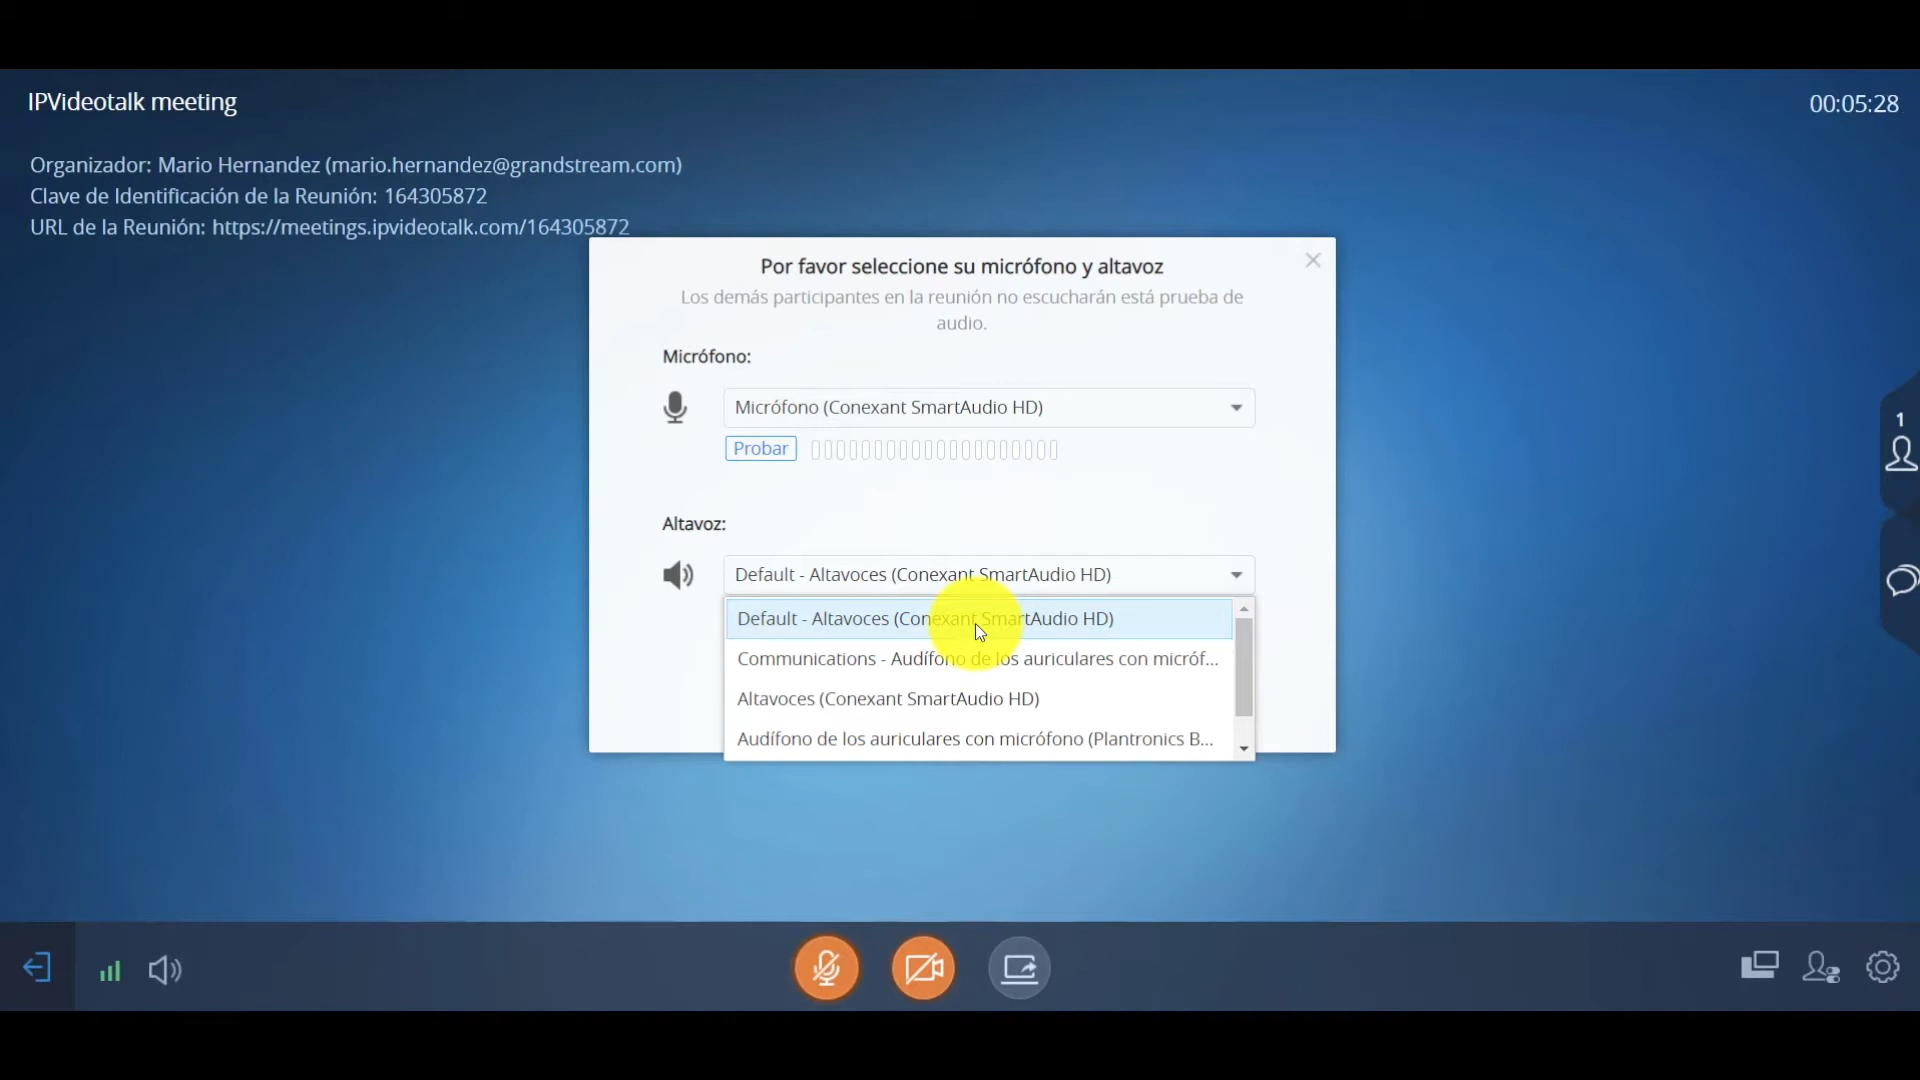 IPVideotalk meeting
00:05:28
Organizador: Mario Hernandez (mario.hernandez@grandstream.com)
Clave de Identificación de la Reunión: 164305872
URL de la Reunión: https://meetings.ipvideotalk.com/164305872
Por favor seleccione su micrófono y altavoz
Los demás participantes en la reunión no escucharán está prueba de
audio.
Micrófono:
Micrófono (Conexant SmartAudio HD)
Probar
1
Altavoz:
Default - Altavoces (Conexant SmartAudio HD)
Default - Altavoces (Conexant SmartAudio HD)
Communications - Audífono de los auriculares con micróf...
Altavoces (Conexant SmartAudio HD)
Audífono de los auriculares con micrófono (Plantronics B...